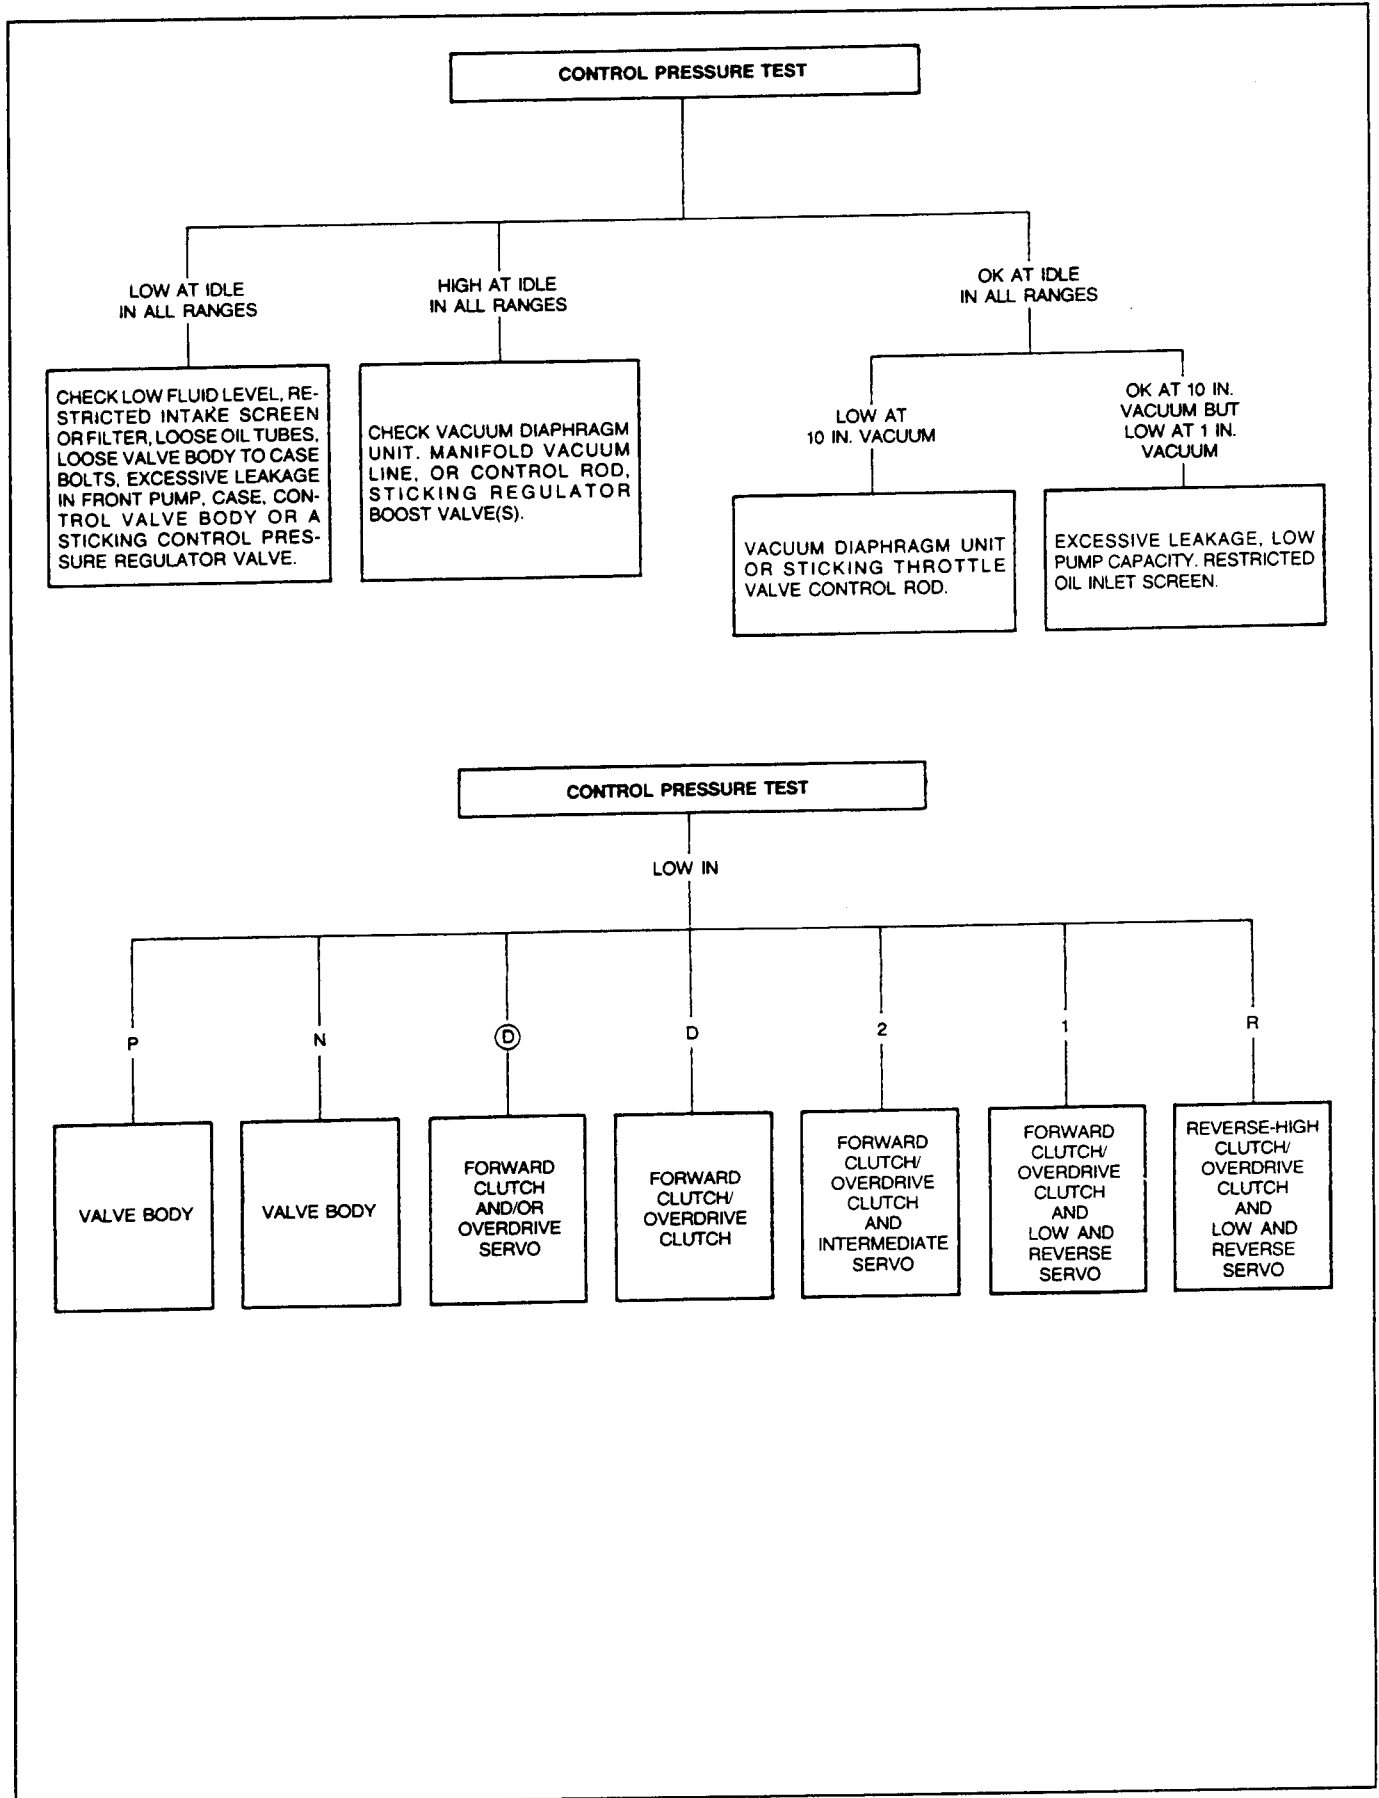 CONTROL PRESSURE TEST
LOW AT IDLE
IN ALL RANGES
HIGH AT IDLE
IN ALL RANGES
OK AT IDLE
IN ALL RANGES
CHECK LOW FLUID LEVEL, RE-
STRICTED INTAKE SCREEN
OR FILTER, LOOSE OIL TUBES,
LOOSE VALVE BODY TO CASE
BOLTS, EXCESSIVE LEAKAGE
IN FRONT PUMP, CASE, CON-
TROL VALVE BODY OR A
STICKING CONTROL PRES-
SURE REGULATOR VALVE.
CHECK VACUUM DIAPHRAGM
UNIT. MANIFOLD VACUUM
LINE, OR CONTROL ROD,
STICKING REGULATOR
BOOST VALVE(S).
LOW AT
10 IN. VACUUM
OK AT 10 IN.
VACUUM BUT
LOW AT 1 IN.
VACUUM
VACUUM DIAPHRAGM UNIT
OR STICKING THROTTLE
VALVE CONTROL ROD.
EXCESSIVE LEAKAGE, LOW
PUMP CAPACITY. RESTRICTED
OIL INLET SCREEN.
CONTROL PRESSURE TEST
LOW IN
P
N
Ⓓ
D
2
1
R
VALVE BODY
VALVE BODY
FORWARD
CLUTCH
AND/OR
OVERDRIVE
SERVO
FORWARD
CLUTCH/
OVERDRIVE
CLUTCH
FORWARD
CLUTCH/
OVERDRIVE
CLUTCH
AND
INTERMEDIATE
SERVO
FORWARD
CLUTCH/
OVERDRIVE
CLUTCH
AND
LOW AND
REVERSE
SERVO
REVERSE-HIGH
CLUTCH/
OVERDRIVE
CLUTCH
AND
LOW AND
REVERSE
SERVO